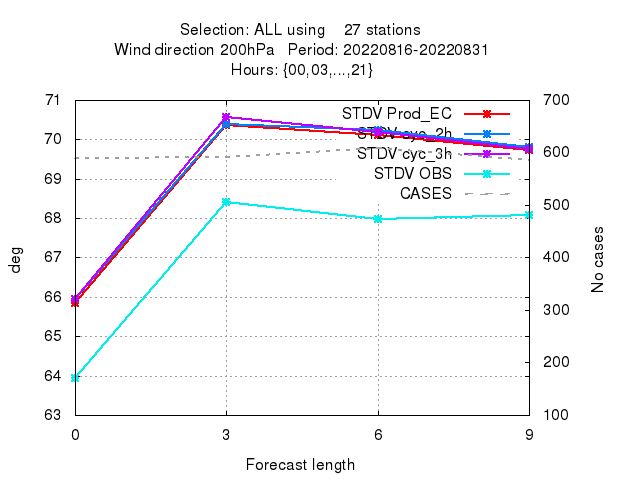 Selection: ALL using 27 stations
Wind direction 200hPa Period: 20220816-20220831
Hours: {00,03,...,21}
STDV Prod_EC
STDV cyc_2h
STDV cyc_3h
STDV OBS
CASES
71
70
69
68
67
66
65
64
63
deg
700
600
500
400
300
200
100
No cases
0 3 6 9
Forecast length